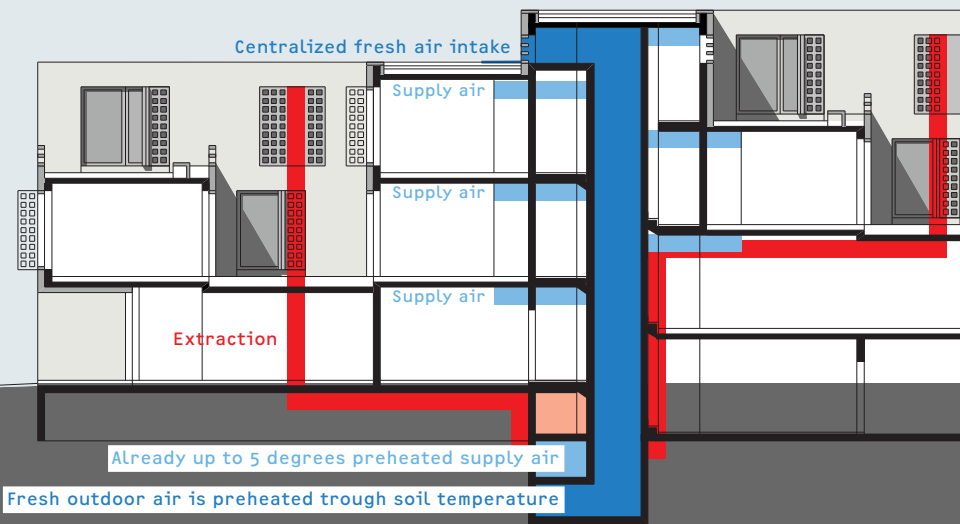 Centralized fresh air intake
Supply air
Supply air
Supply air
Extraction
Already up to 5 degrees preheated supply air
Fresh outdoor air is preheated trough soil temperature